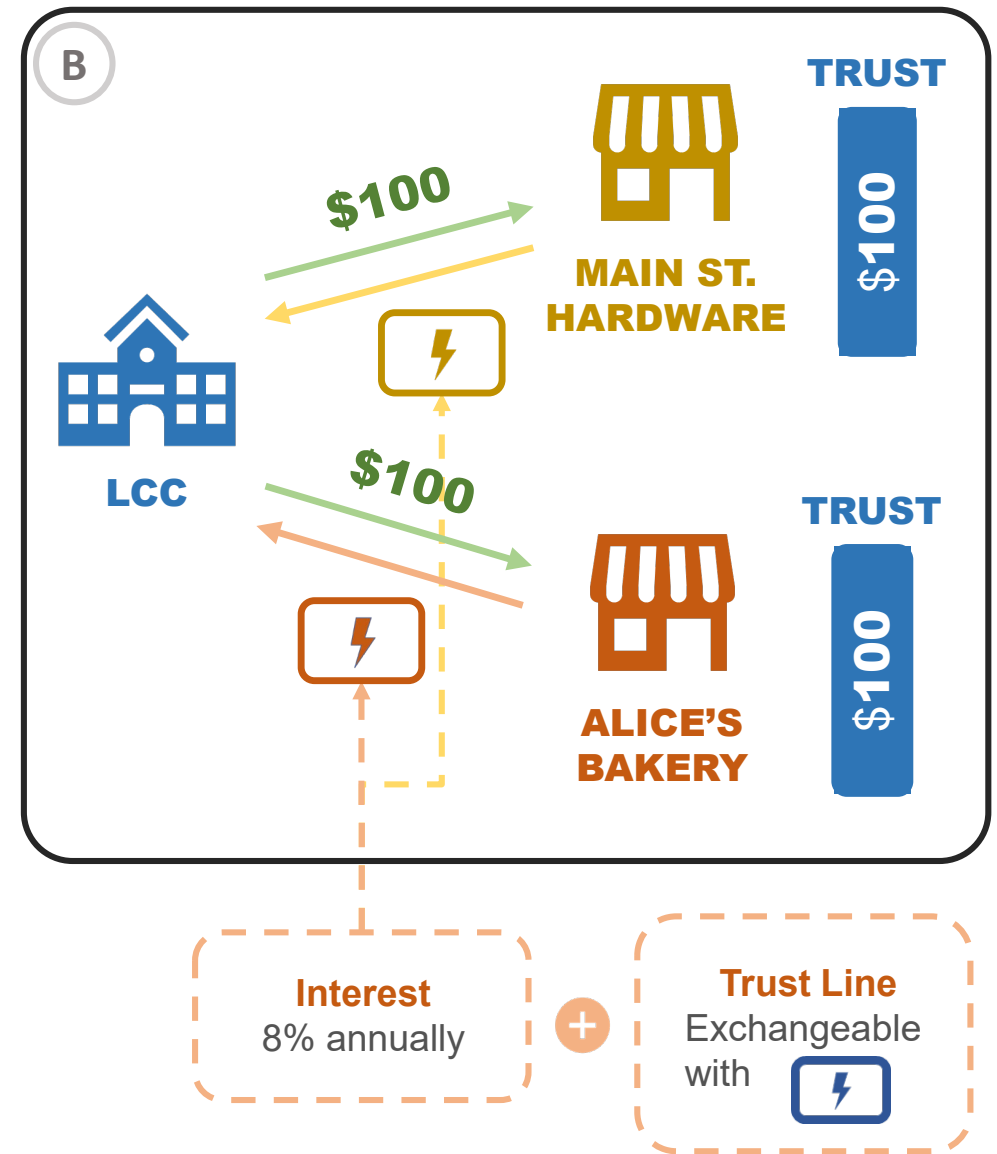 B
TRUST
$100
$100
MAIN ST.
HARDWARE
LCC
$100
TRUST
$100
ALICE’S
BAKERY
Interest
8% annually
Trust Line
Exchangeable
with